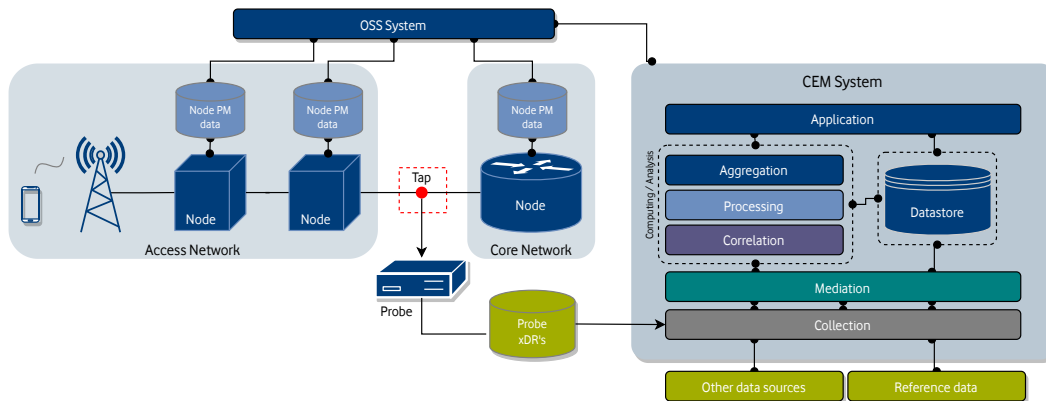 OSS System
CEM System
Node PM
data
Node PM
data
Node PM
data
Application
Tap
Computing / Analysis
Aggregation
Processing
Correlation
Datastore
Node
Node
Node
Access Network
Core Network
Mediation
Probe
Probe
xDR's
Collection
Other data sources
Reference data